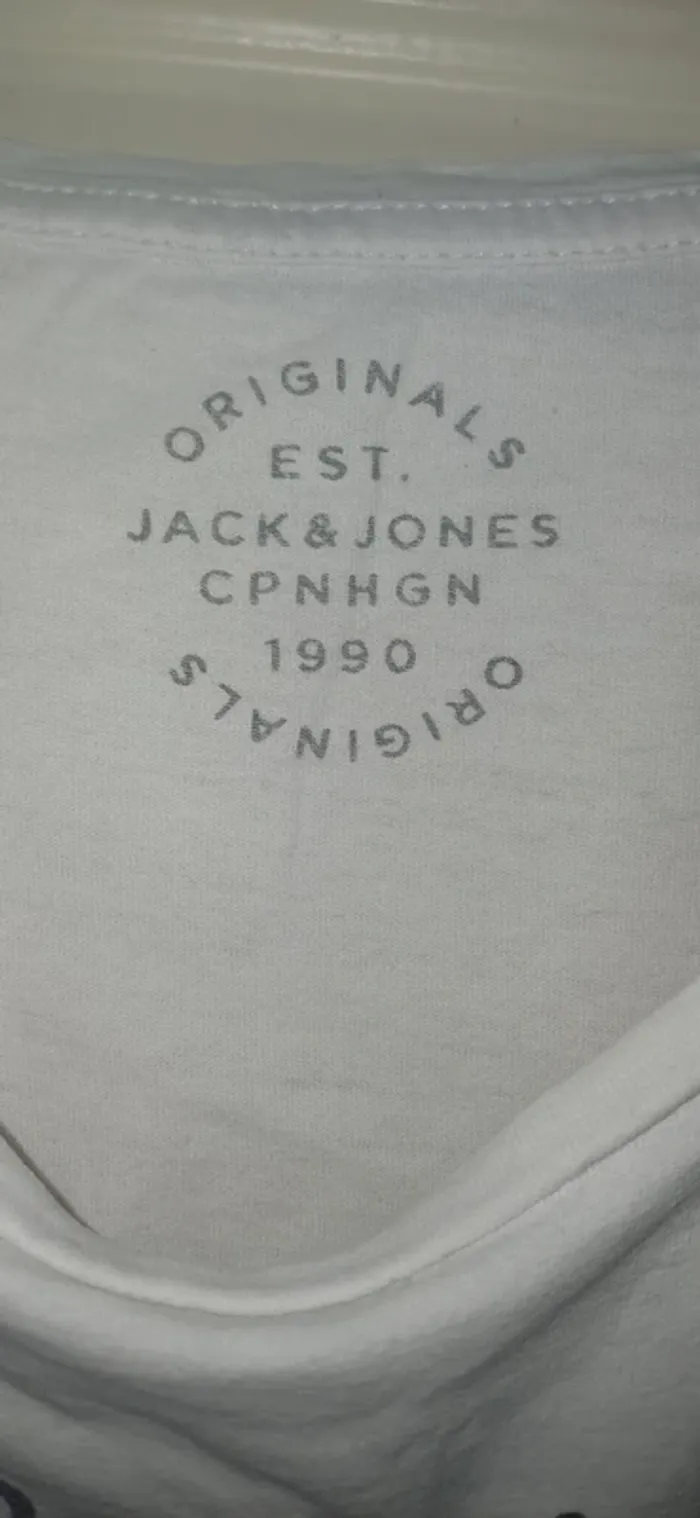 ORIGINALS
EST.
JACK&JONES
CPNHGN
1990
ORIGINALS